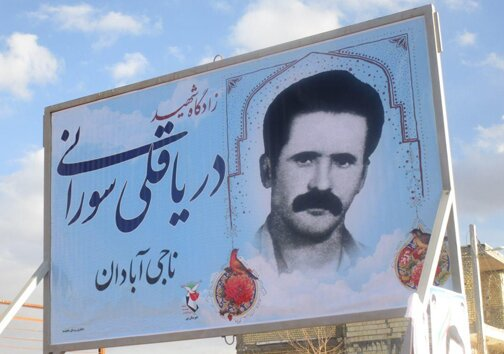 زادگاه شهید
دریاقلی سورانی
ناجی آبادان